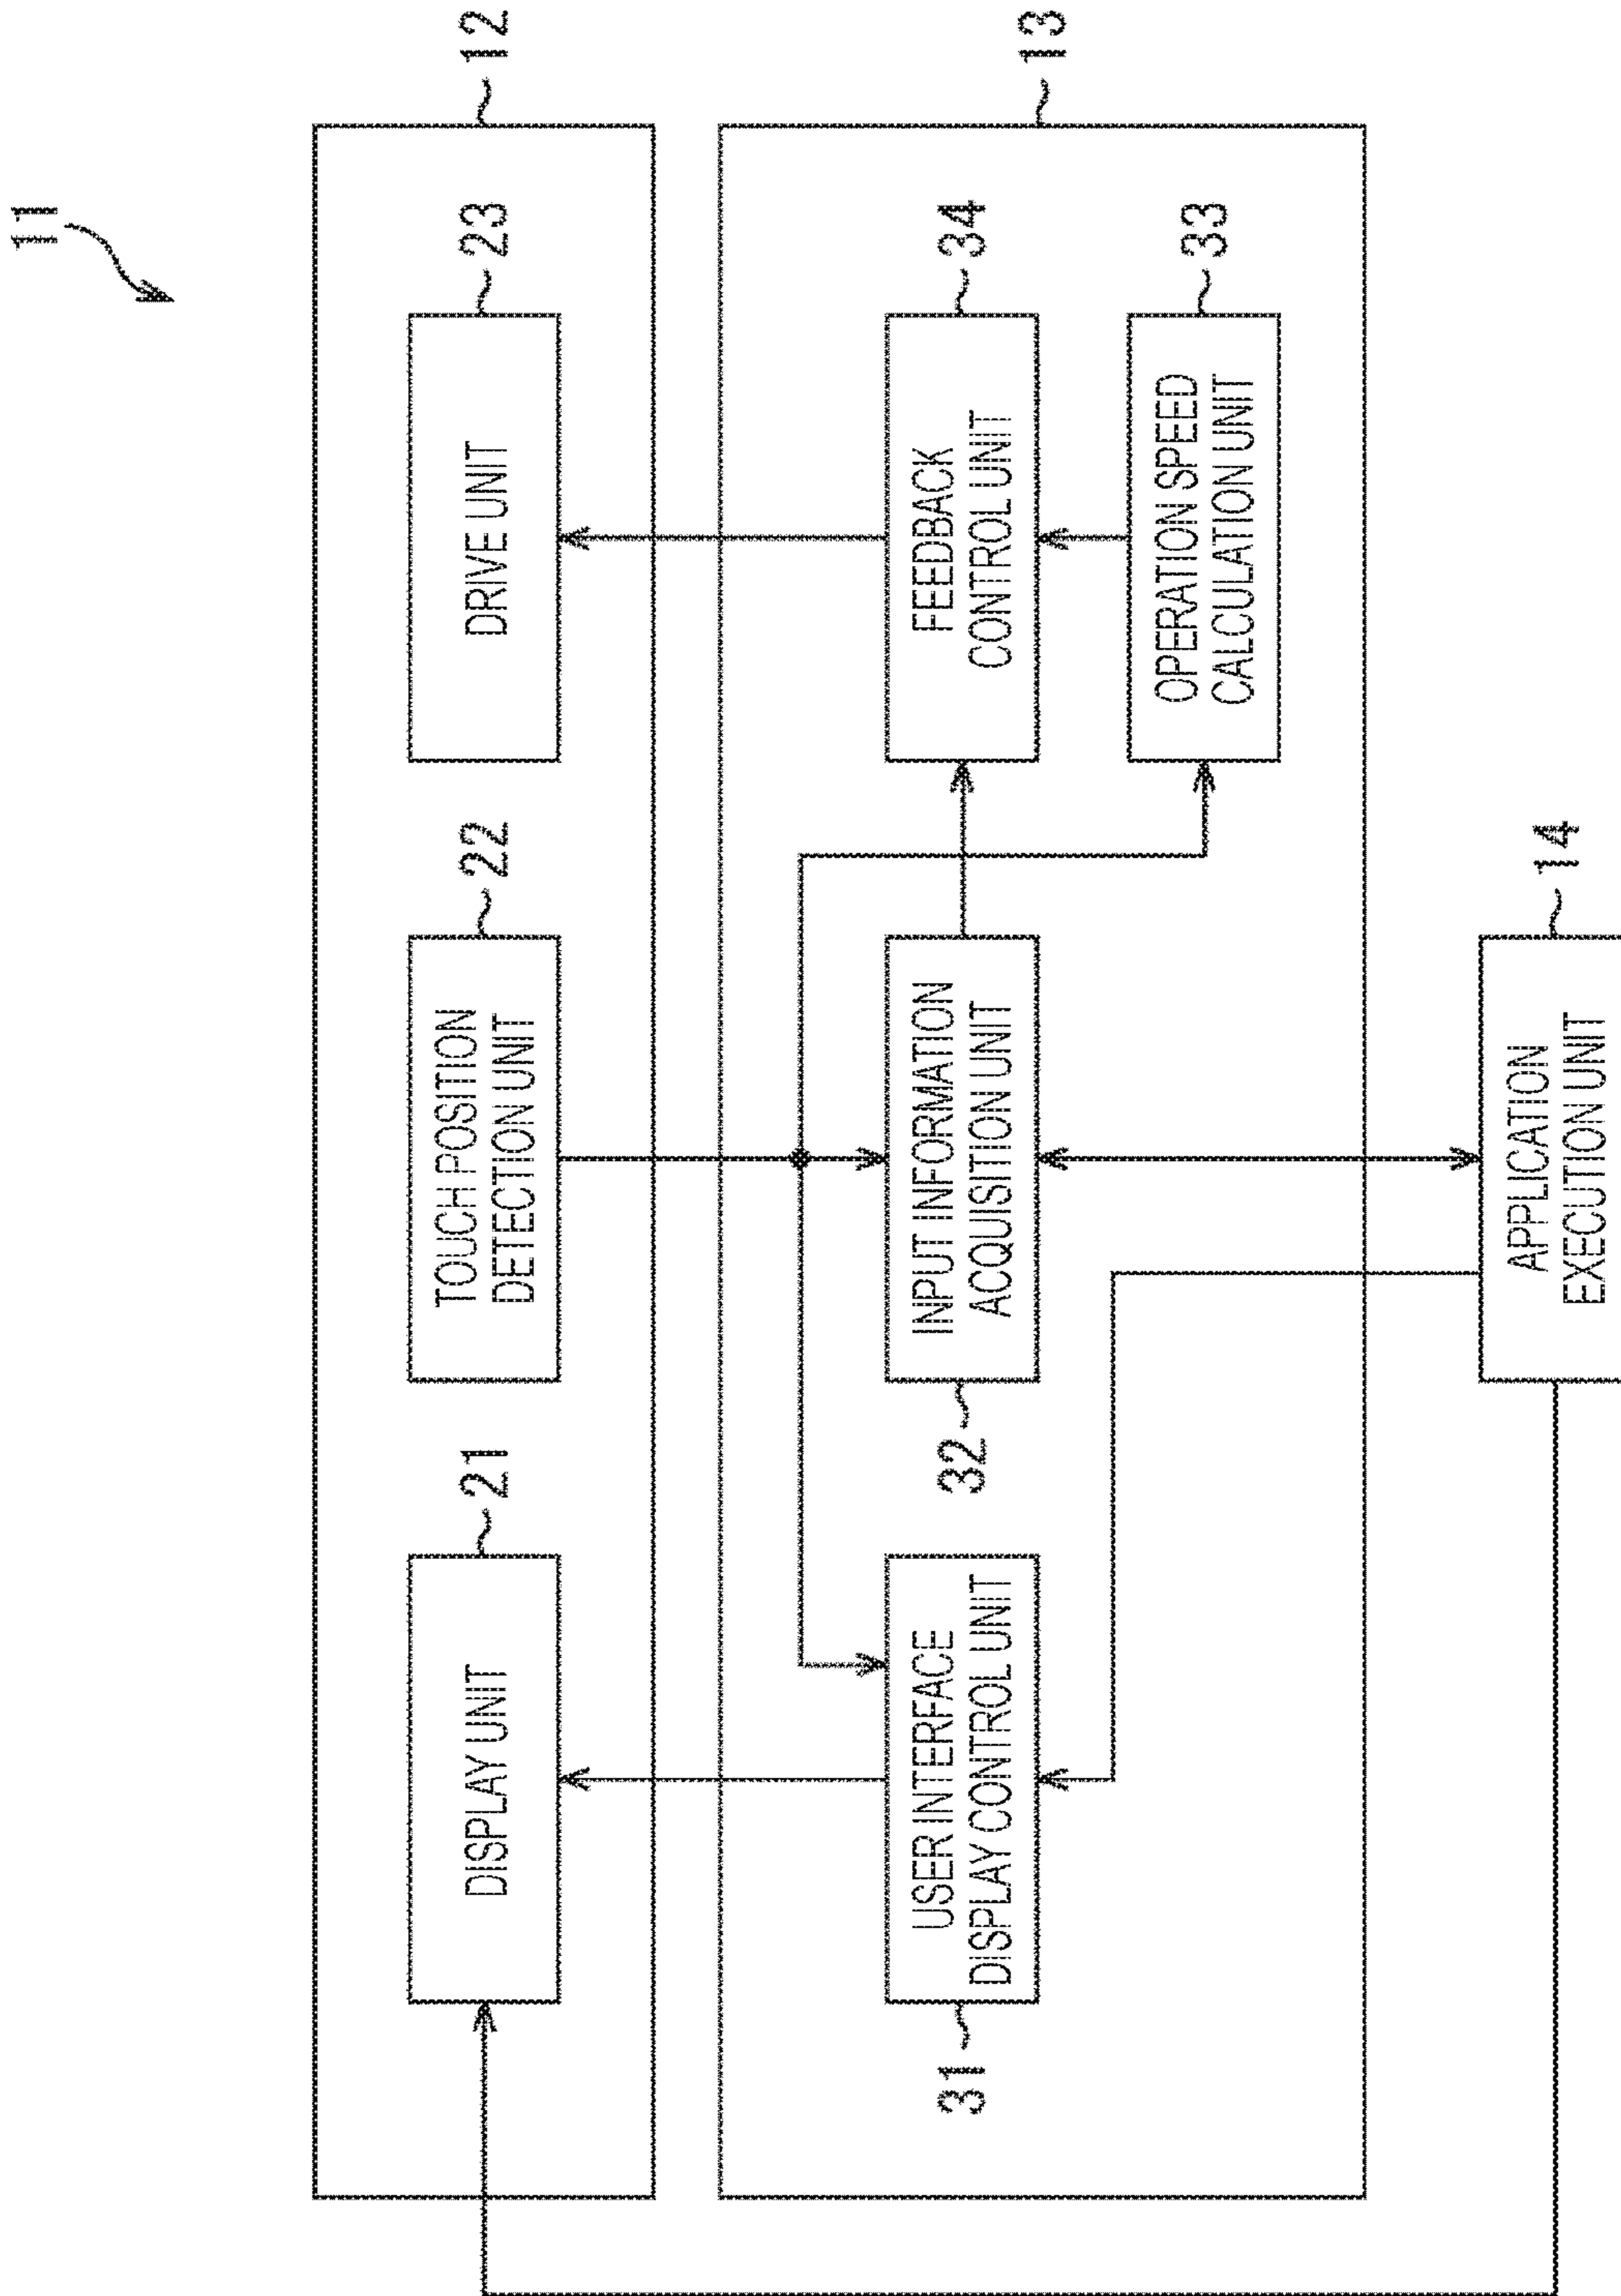 11
12
DISPLAY UNIT
21
TOUCH POSITION
DETECTION UNIT
22
DRIVE UNIT
23
13
USER INTERFACE
DISPLAY CONTROL UNIT
31
INPUT INFORMATION
ACQUISITION UNIT
32
FEEDBACK
CONTROL UNIT
34
OPERATION SPEED
CALCULATION UNIT
33
APPLICATION
EXECUTION UNIT
14